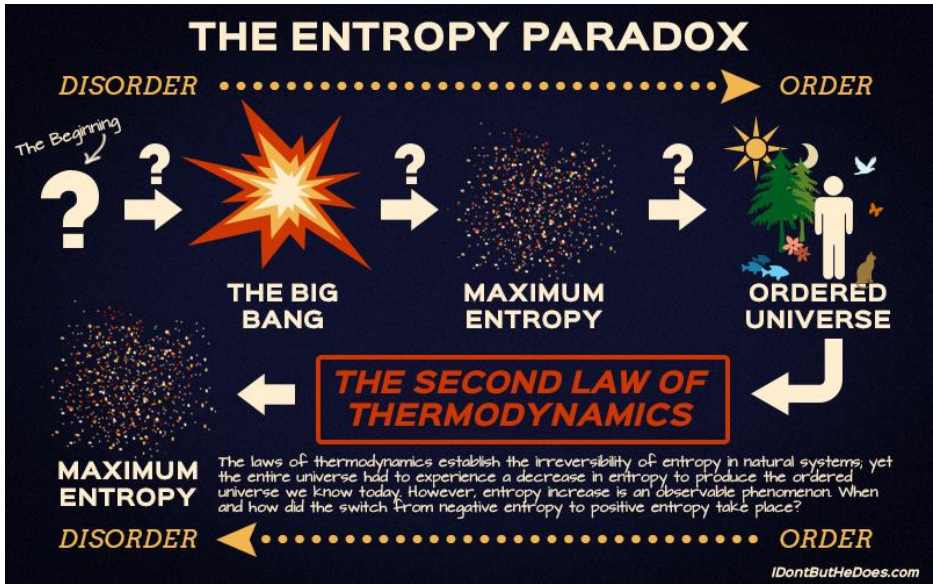 THE ENTROPY PARADOX
DISORDER
ORDER
The Beginning
?
?
?
?
THE BIG
BANG
MAXIMUM
ENTROPY
ORDERED
UNIVERSE
THE SECOND LAW OF
THERMODYNAMICS
MAXIMUM
ENTROPY
The laws of thermodynamics establish the irreversibility of entropy in natural systems; yet
the entire universe had to experience a decrease in entropy to produce the ordered
universe we know today. However, entropy increase is an observable phenomenon. When
and how did the switch from negative entropy to positive entropy take place?
DISORDER
ORDER
IDontButHeDoes.com